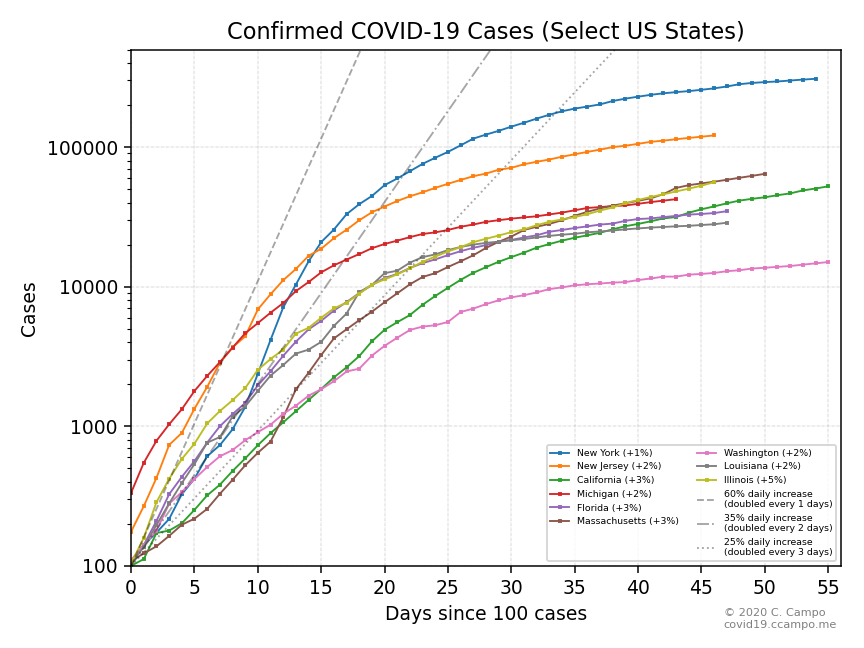 Confirmed COVID-19 Cases (Select US States)
Cases
100000
10000
1000
100
0 5 10 15 20 25 30 35 40 45 50 55
Days since 100 cases
New York (+1%)
New Jersey (+2%)
California (+3%)
Michigan (+2%)
Florida (+3%)
Massachusetts (+3%)
Washington (+2%)
Louisiana (+2%)
Illinois (+5%)
60% daily increase
(doubled every 1 days)
35% daily increase
(doubled every 2 days)
25% daily increase
(doubled every 3 days)
© 2020 C. Campo
covid19.ccampo.me